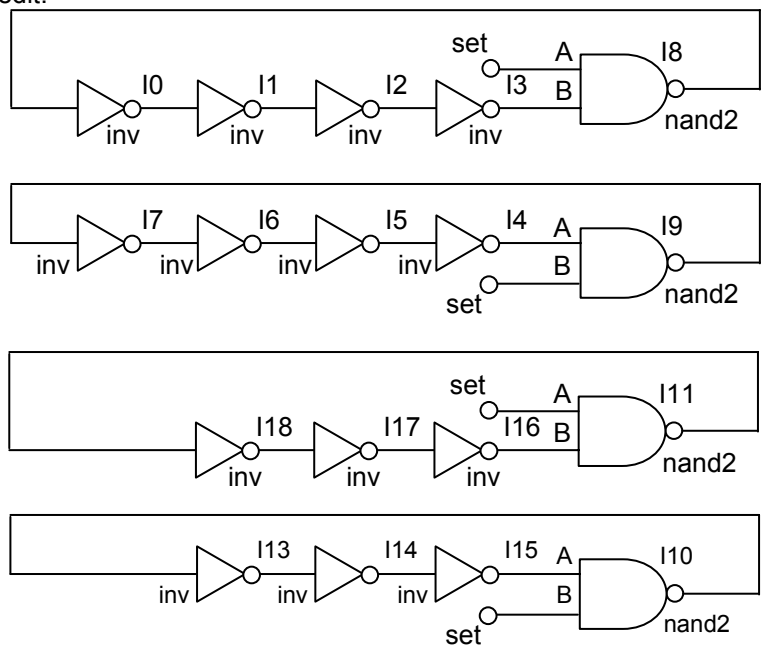 set A I8
I0 I1 I2 I3 B
inv inv inv inv nand2
I7 I6 I5 I4 A I9
inv inv inv inv B
set nand2
set A I11
I18 I17 I16 B
inv inv inv nand2
I13 I14 I15 A I10
inv inv inv B
set nand2